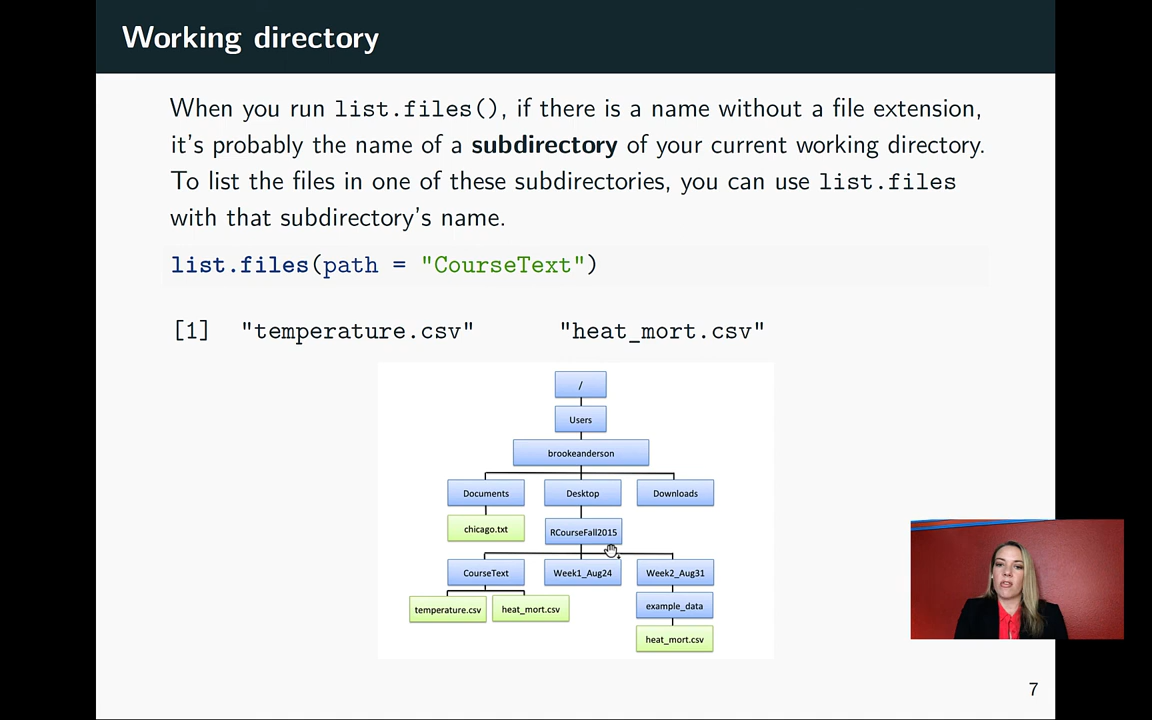 Working directory
When you run list.files(), if there is a name without a file extension,
it's probably the name of a subdirectory of your current working directory.
To list the files in one of these subdirectories, you can use list.files
with that subdirectory's name.
list.files(path = "CourseText")
[1] "temperature.csv" "heat_mort.csv"
/
Users
brookeanderson
Documents Desktop Downloads
chicago.txt RCourseFall2015
CourseText Week1_Aug24 Week2_Aug31
temperature.csv heat_mort.csv example_data
heat_mort.csv
7